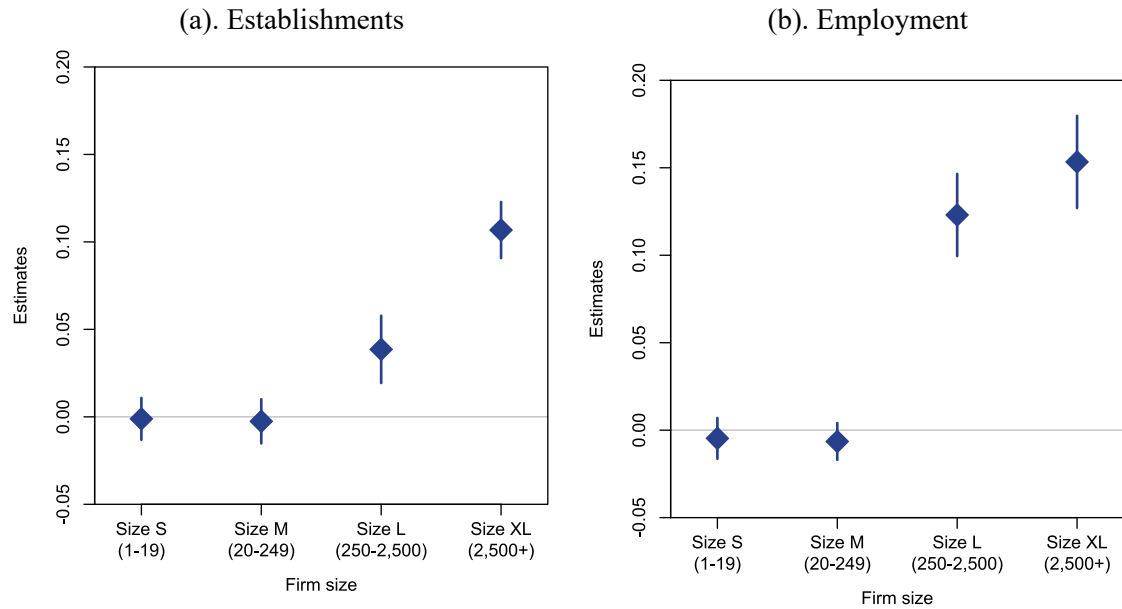 (a). Establishments
0.20
0.15
0.10
0.05
0.00
-0.05
Estimates
Size S
(1-19)
Size M
(20-249)
Size L
(250-2,500)
Size XL
(2,500+)
Firm size
(b). Employment
0.20
0.15
0.10
0.05
0.00
-0.05
Estimates
Size S
(1-19)
Size M
(20-249)
Size L
(250-2,500)
Size XL
(2,500+)
Firm size